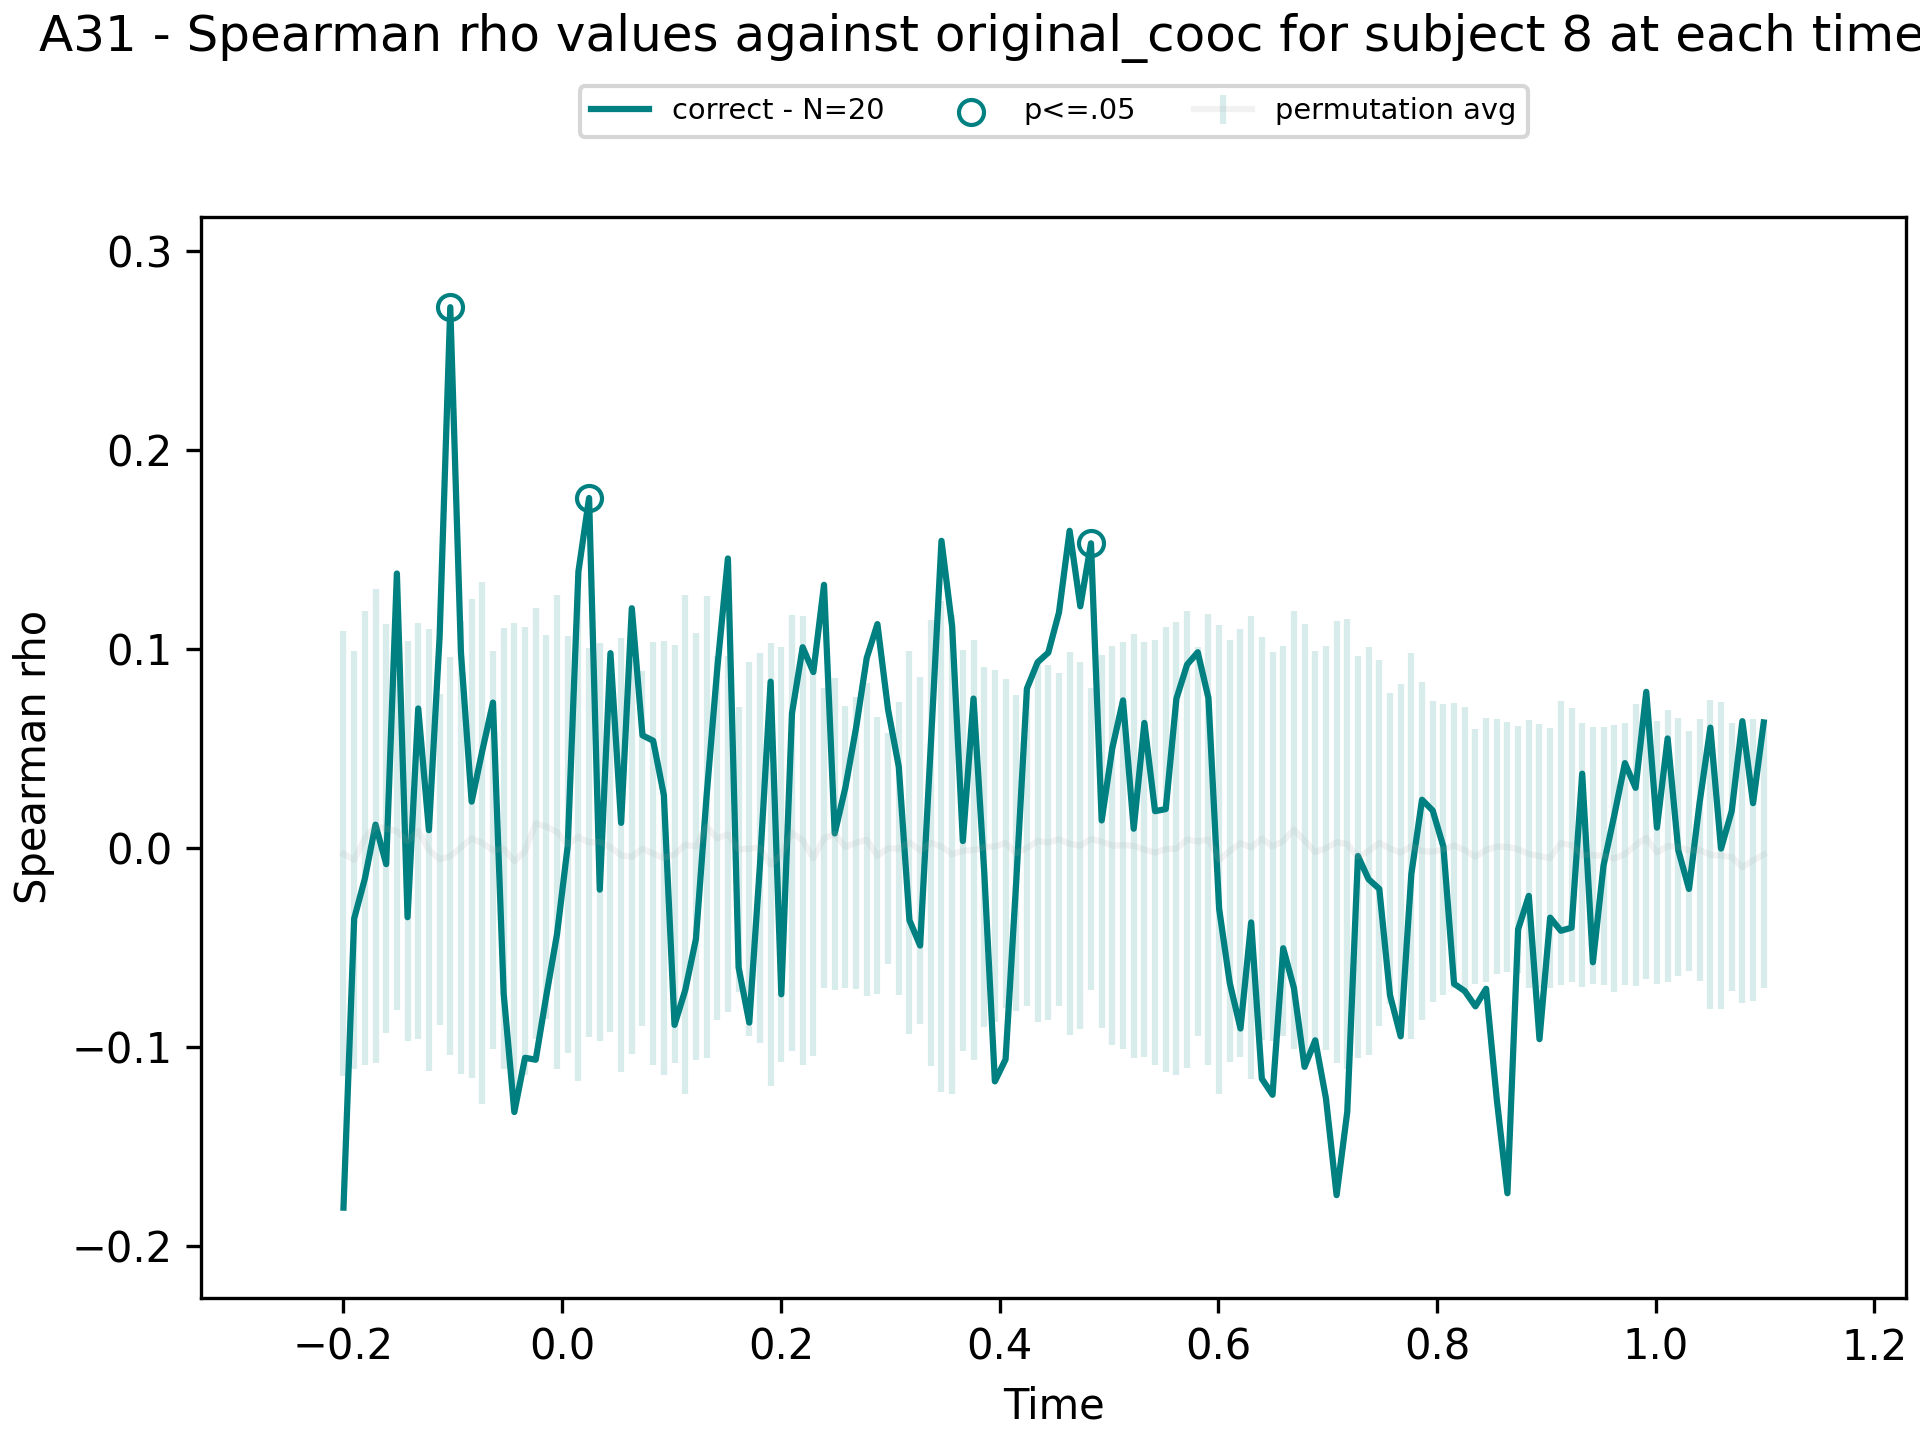 A31 - Spearman rho values against original_cooc for subject 8 at each time
correct - N=20 p<=.05 permutation avg
0.3
0.2
0.1
0.0
−0.1
−0.2
Spearman rho
−0.2 0.0 0.2 0.4 0.6 0.8 1.0 1.2
Time